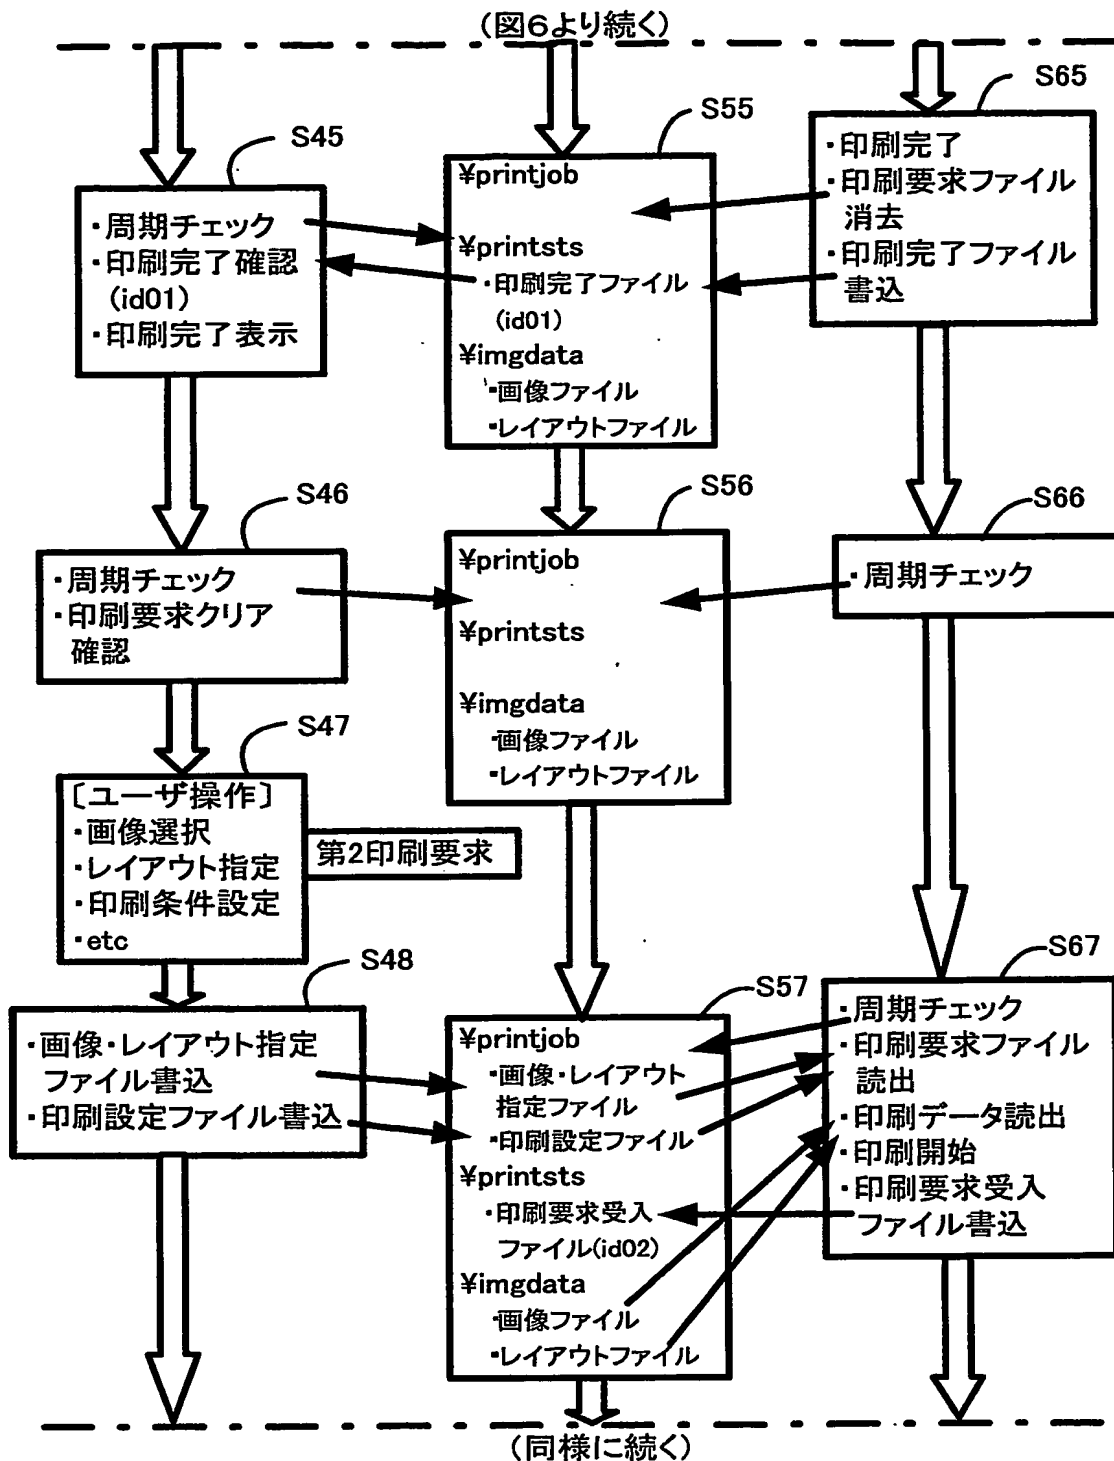 (図6より続く)
S45
・周期チェック
・印刷完了確認
(id01)
・印刷完了表示
S55
¥printjob
¥printsts
・印刷完了ファイル
(id01)
¥imgdata
・画像ファイル
・レイアウトファイル
S65
・印刷完了
・印刷要求ファイル
消去
・印刷完了ファイル
書込
S46
・周期チェック
・印刷要求クリア
確認
S56
¥printjob
¥printsts
¥imgdata
・画像ファイル
・レイアウトファイル
S66
・周期チェック
S47
〔ユーザ操作〕
・画像選択
・レイアウト指定
・印刷条件設定
・etc
第2印刷要求
S48
・画像・レイアウト指定
ファイル書込
・印刷設定ファイル書込
S57
¥printjob
・画像・レイアウト
指定ファイル
・印刷設定ファイル
¥printsts
・印刷要求受入
ファイル(id02)
¥imgdata
・画像ファイル
・レイアウトファイル
S67
・周期チェック
・印刷要求ファイル
読出
・印刷データ読出
・印刷開始
・印刷要求受入
ファイル書込
(同様に続く)